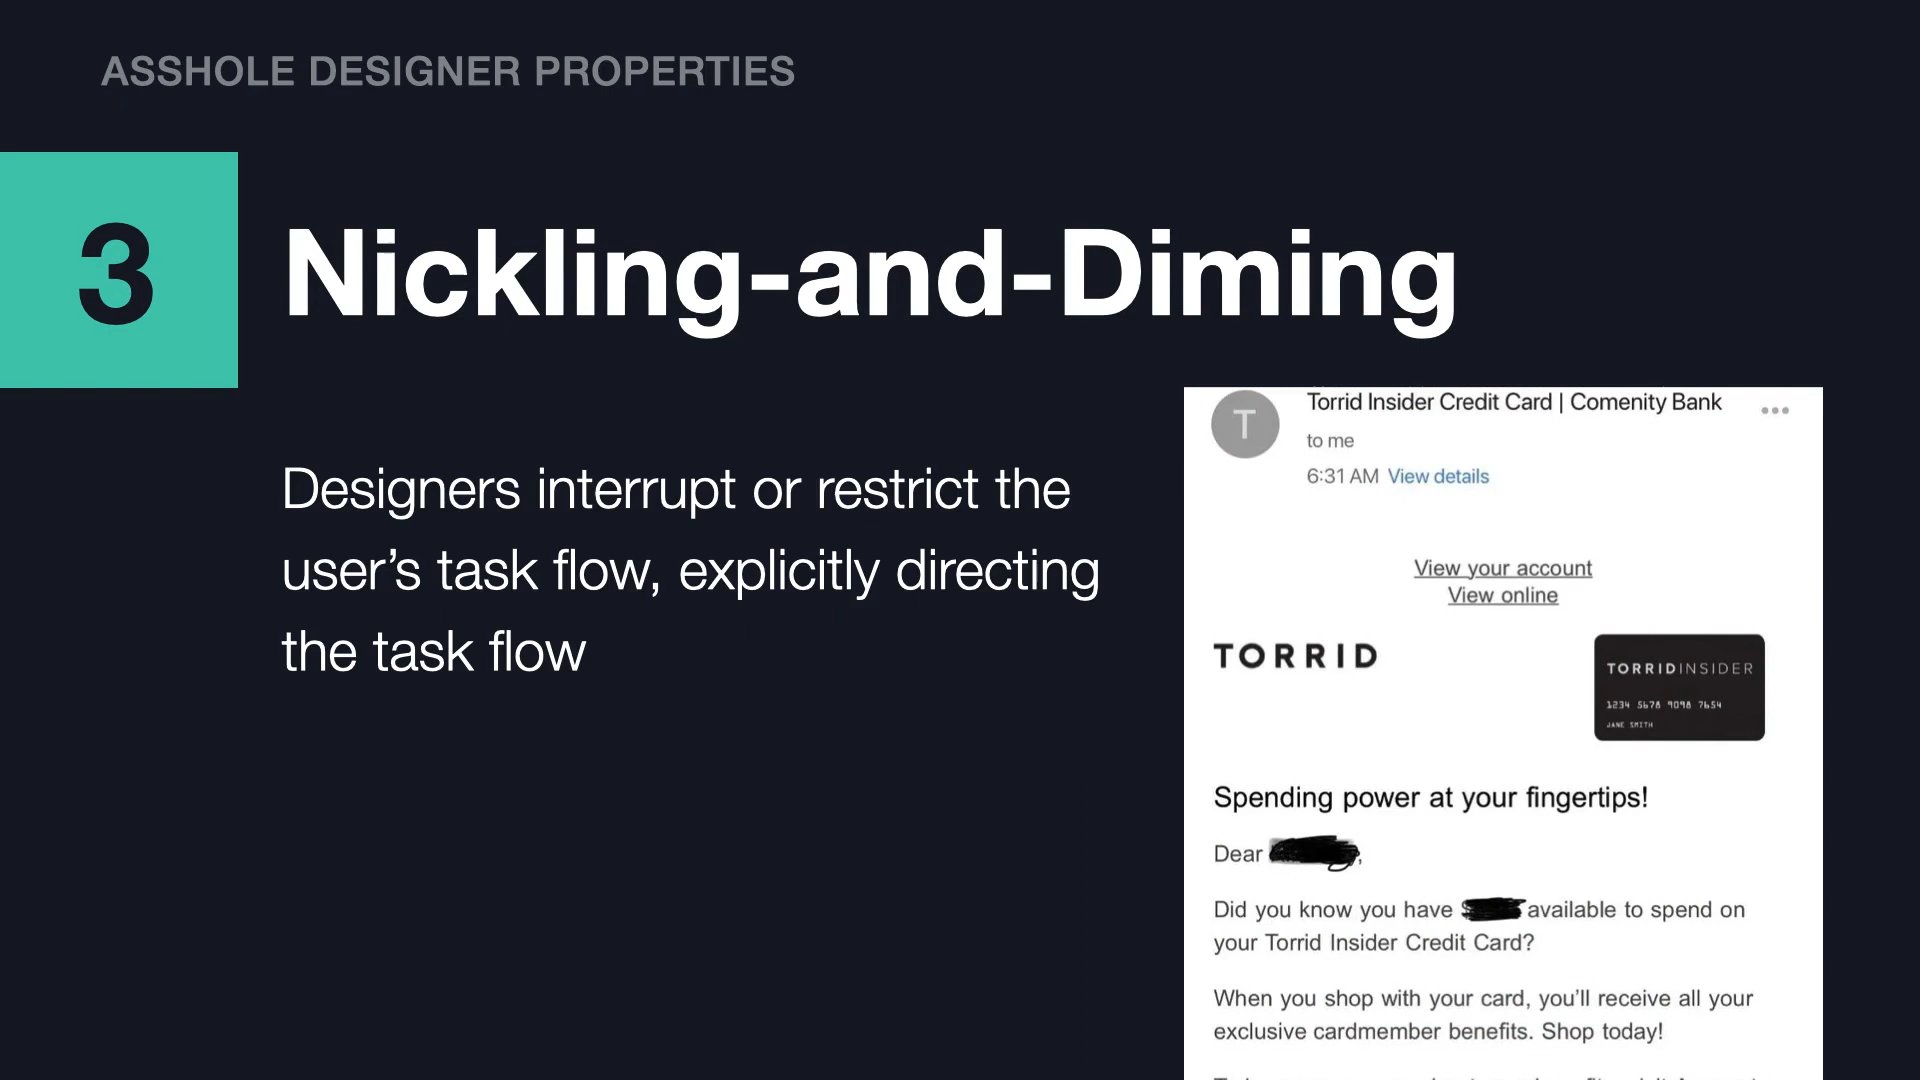 ASSHOLE DESIGNER PROPERTIES
3
Nickling-and-Diming
Designers interrupt or restrict the
user’s task flow, explicitly directing
the task flow
T
Torrid Insider Credit Card | Comenity Bank
to me
6:31 AM View details
View your account
View online
TORRID
TORRIDINSIDER
1234 5678 9098 7654
JANE SMITH
Spending power at your fingertips!
Dear ,
Did you know you have available to spend on
your Torrid Insider Credit Card?
When you shop with your card, you’ll receive all your
exclusive cardmember benefits. Shop today!